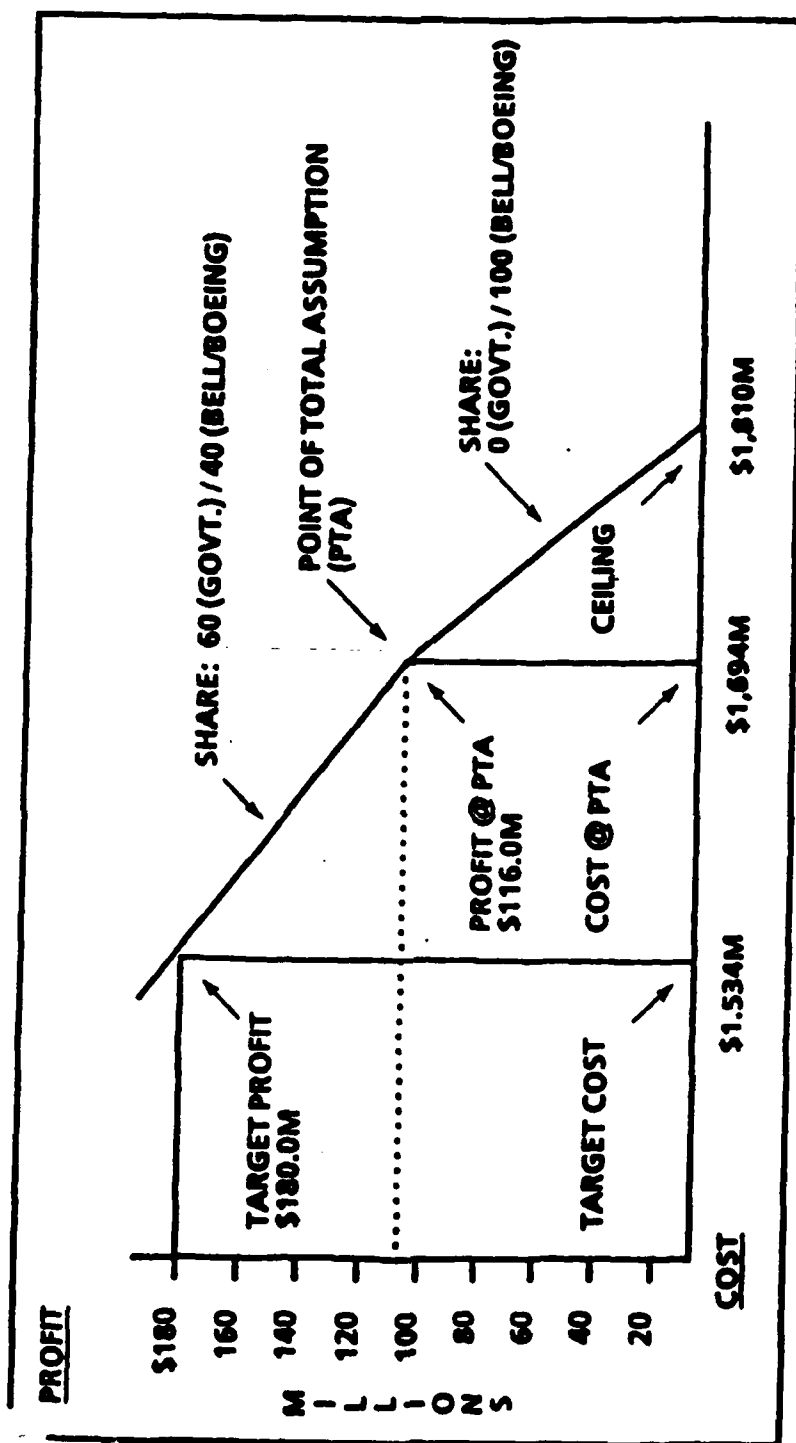 PROFIT
MILLIONS
$180
160
140
120
100
80
60
40
20
COST
SHARE: 60 (GOVT.) / 40 (BELL/BOEING)
POINT OF TOTAL ASSUMPTION
(PTA)
SHARE:
0 (GOVT.) / 100 (BELL/BOEING)
TARGET PROFIT
$180.0M
PROFIT @ PTA
$116.0M
TARGET COST
COST @ PTA
CEILING
$1.534M
$1,694M
$1,810M